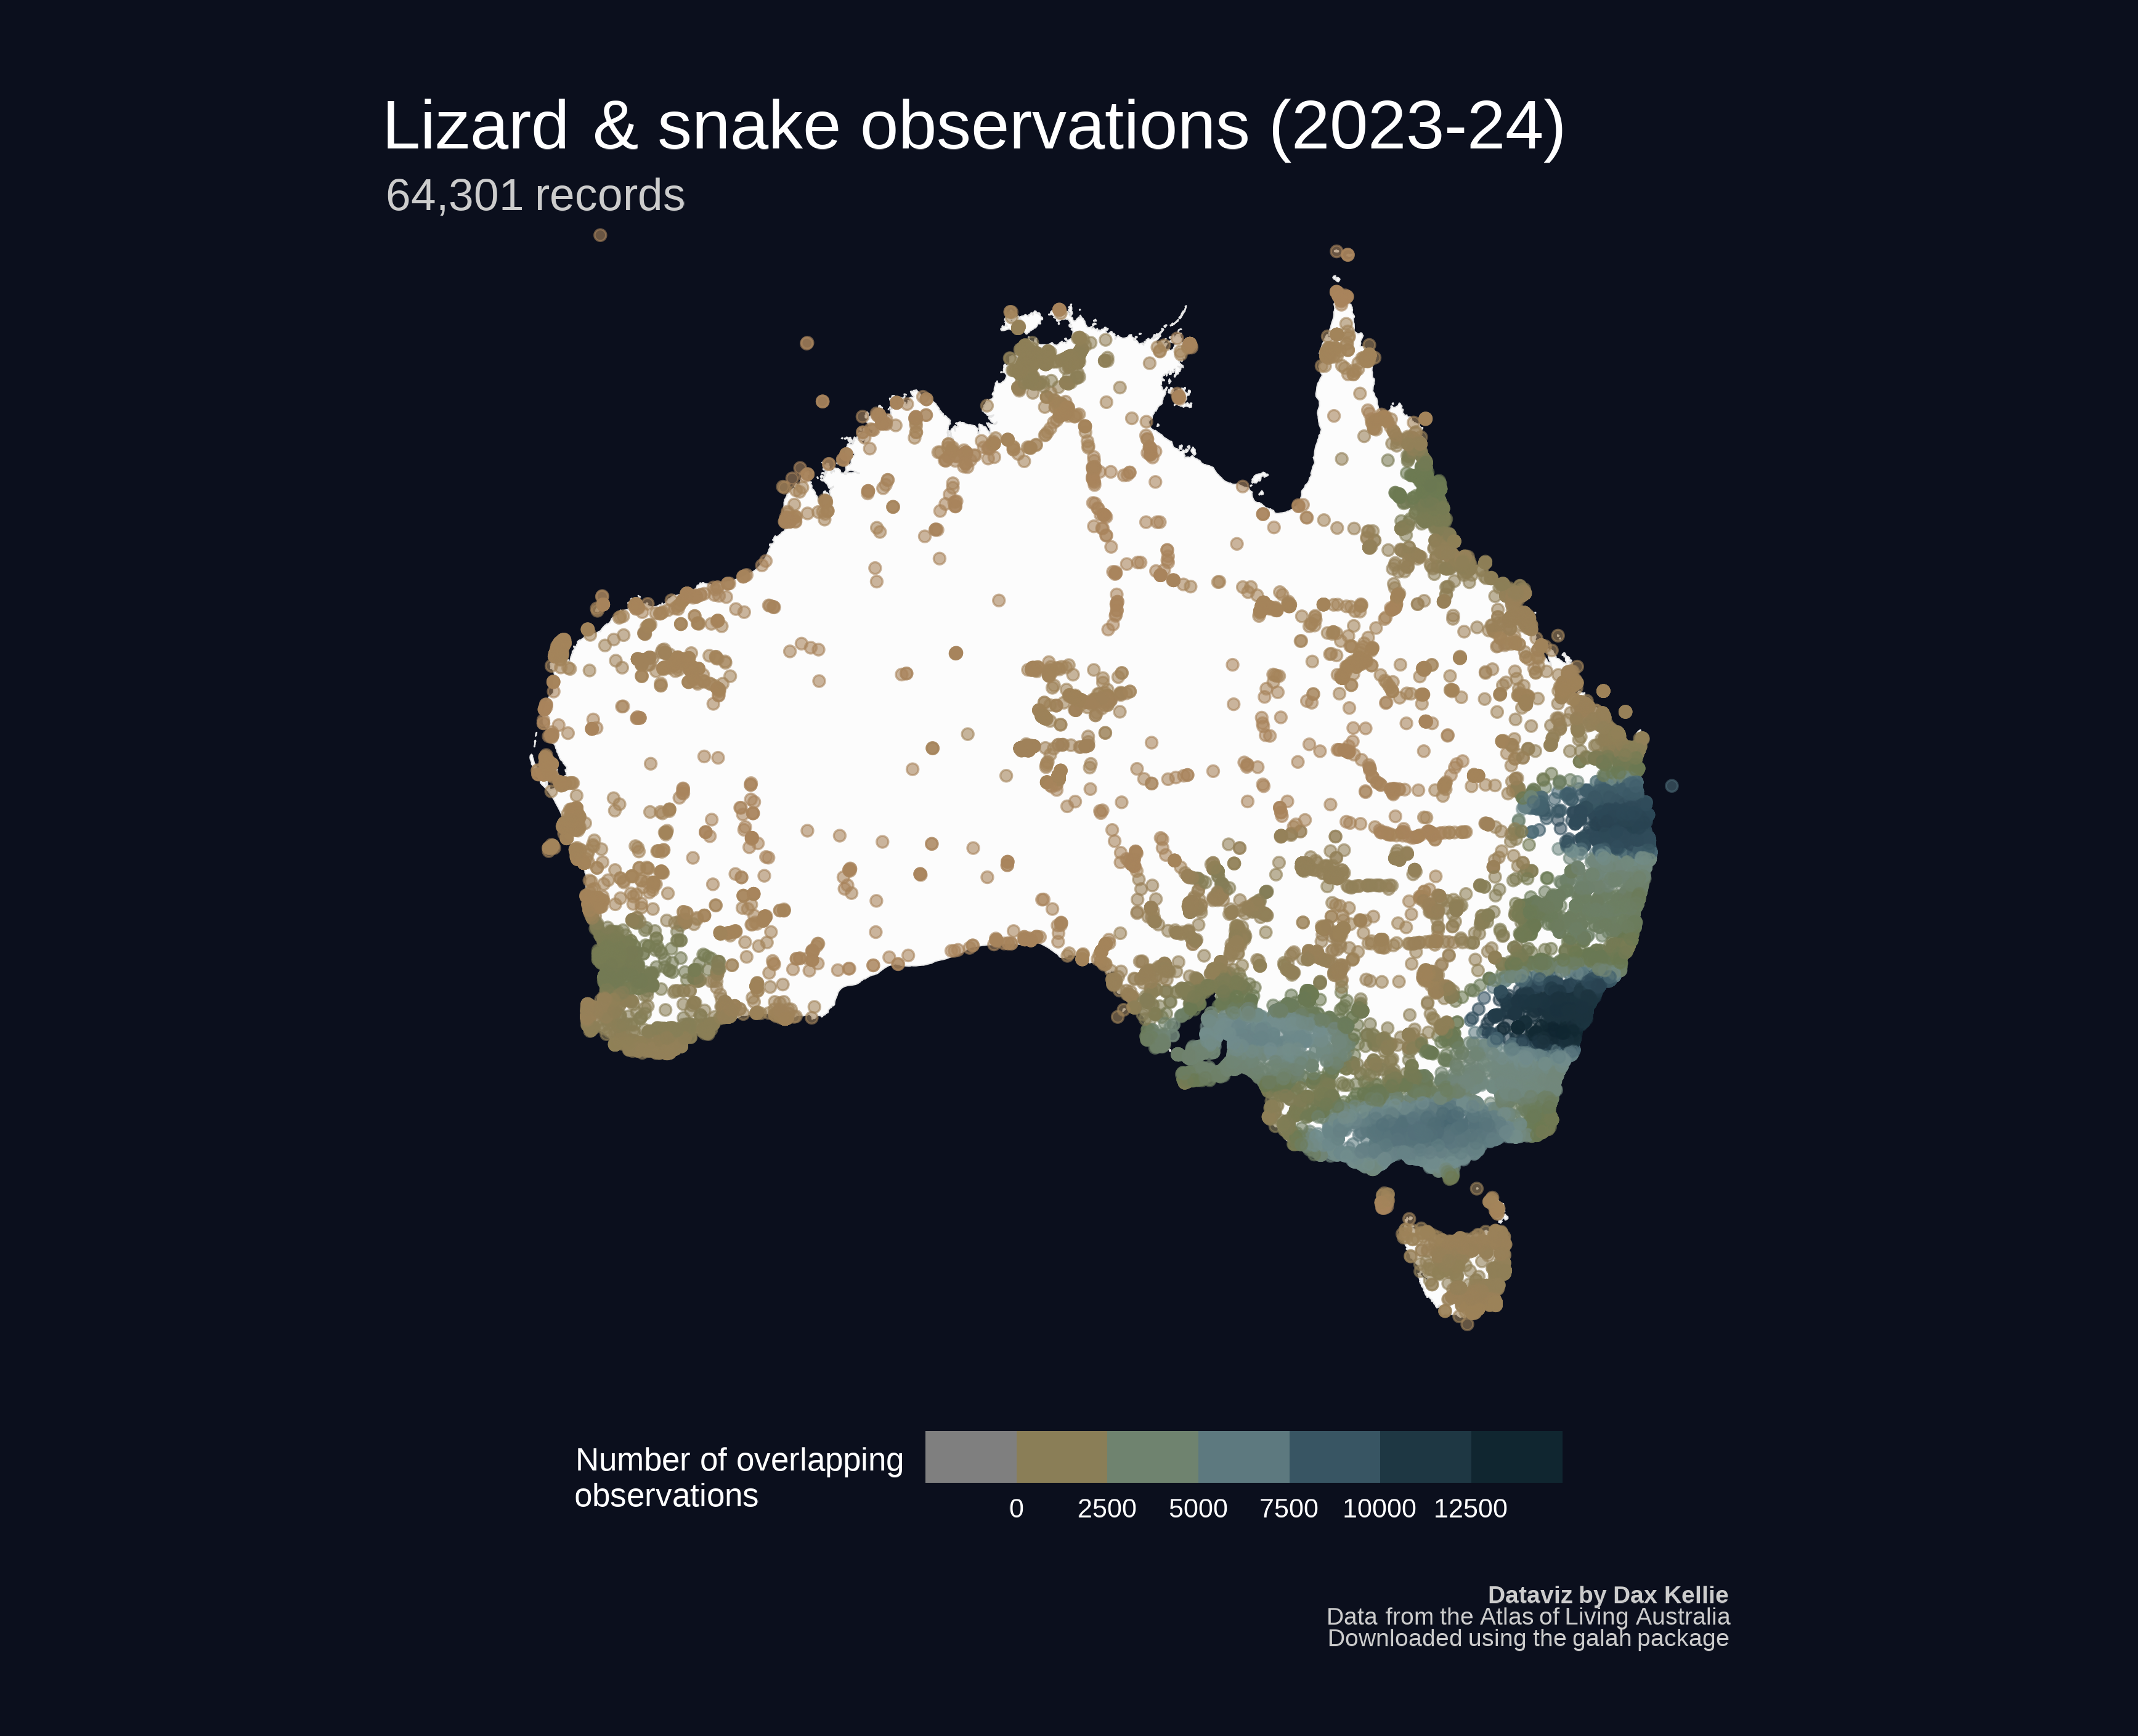 Lizard & snake observations (2023-24)
64,301 records
Number of overlapping
observations
0 2500 5000 7500 10000 12500
Dataviz by Dax Kellie
Data from the Atlas of Living Australia
Downloaded using the galah package